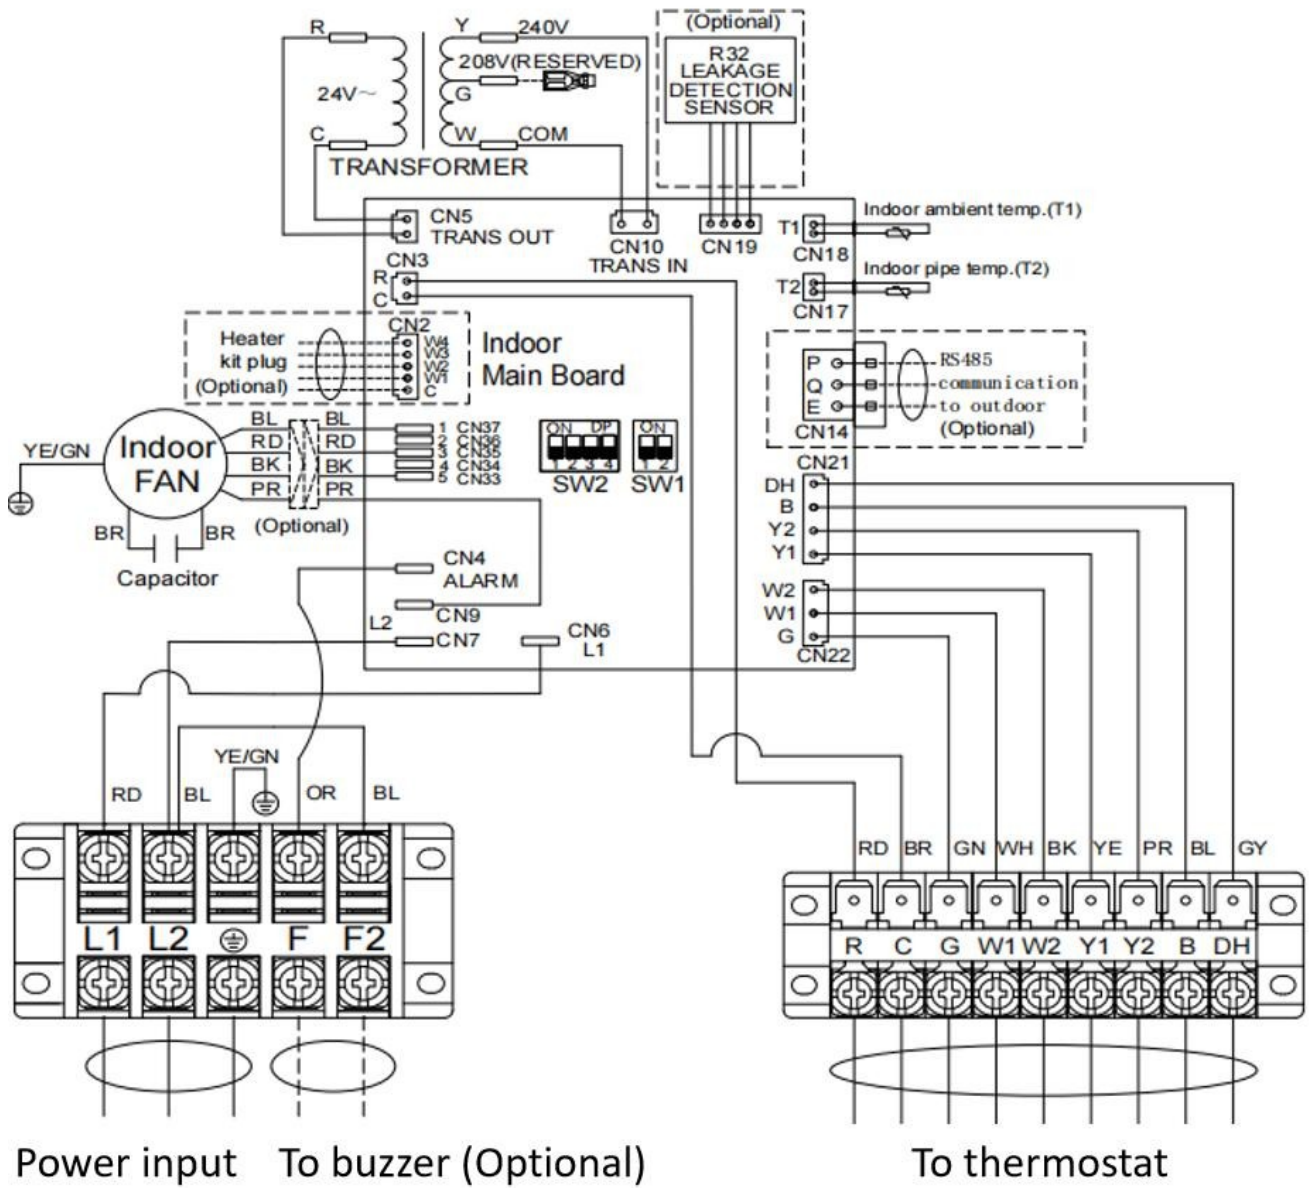 R
Y
240V
(Optional)
208V(RESERVED)
R32
LEAKAGE
DETECTION
SENSOR
24V~
G
C
W
COM
TRANSFORMER
CN5
TRANS OUT
CN10
TRANS IN
CN19
T1
Indoor ambient temp.(T1)
CN18
CN3
R
C
T2
Indoor pipe temp.(T2)
CN17
Heater
kit plug
(Optional)
CN2
W4
W3
W2
W1
C
Indoor
Main Board
P
Q
E
RS485
communication
to outdoor
(Optional)
CN14
YE/GN
Indoor
FAN
BL
RD
BK
PR
BL
RD
BK
PR
(Optional)
1 CN37
2 CN36
3 CN35
4 CN34
5 CN33
ON DP
1 2 3 4
SW2
ON
1 2
SW1
CN21
DH
B
Y2
Y1
BR
BR
Capacitor
CN4
ALARM
W2
W1
G
CN22
L2
CN9
CN7
CN6
L1
YE/GN
RD
BL
OR
BL
RD BR GN WH BK YE PR BL GY
L1 L2 F F2
R C G W1 W2 Y1 Y2 B DH
Power input
To buzzer (Optional)
To thermostat